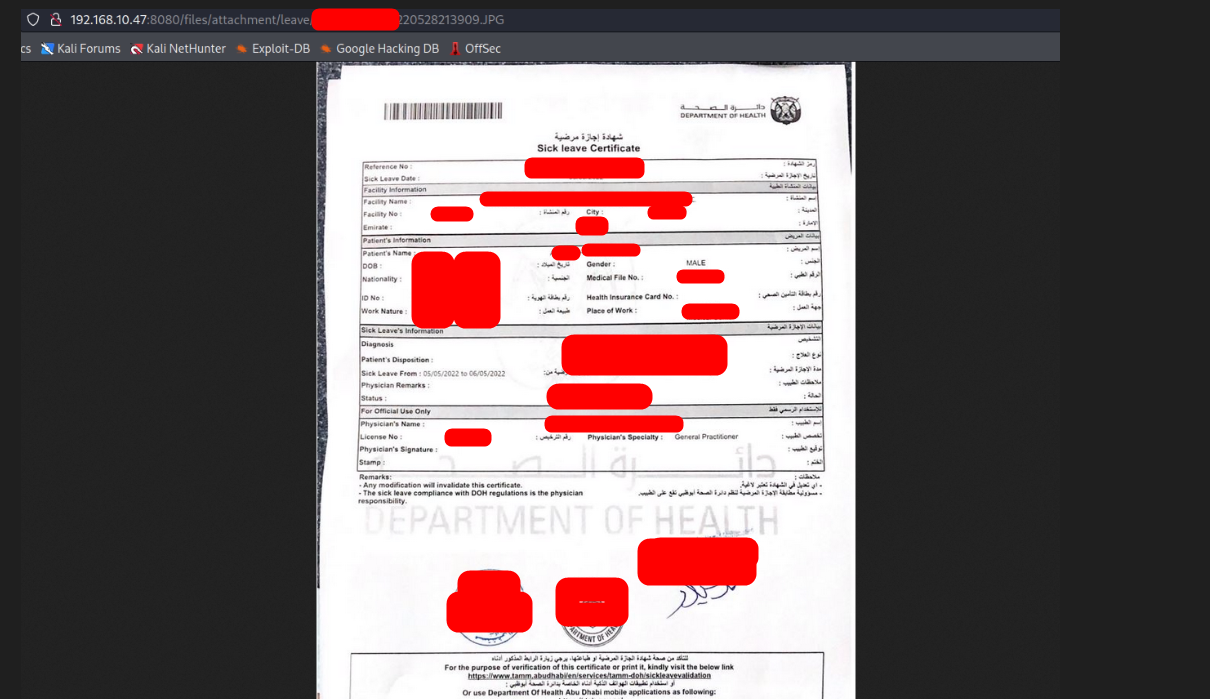 192.168.10.47:8080/files/attachment/leave/
220528213909.JPG
cs Kali Forums Kali NetHunter Exploit-DB Google Hacking DB OffSec
دائـــرة الـــصـــحـــة
DEPARTMENT OF HEALTH
شهادة إجازة مرضية
Sick leave Certificate
Reference No : رمز الشهادة :
Sick Leave Date : تاريخ الإجازة المرضية :
Facility Information بيانات المنشأة الطبية
Facility Name : اسم المنشأة :
Facility No : رقم المنشاة : City : المدينة :
Emirate : الإمارة :
Patient's Information بيانات المريض
Patient's Name اسم المريض :
DOB : تاريخ الميلاد : Gender : MALE الجنس :
Nationality : الجنسية : Medical File No. : الرقم الطبي :
ID No : رقم بطاقة الهوية : Health Insurance Card No. : رقم بطاقة التأمين الصحي :
Work Nature : طبيعة العمل : Place of Work : جهة العمل :
Sick Leave's Information بيانات الإجازة المرضية
Diagnosis التشخيص
Patient's Disposition : نوع العلاج :
Sick Leave From : 05/05/2022 to 06/05/2022 من: مدة الإجازة المرضية :
Physician Remarks : ملاحظات الطبيب :
Status : الحالة :
For Official Use Only للإستخدام الرسمي فقط
Physician's Name : اسم الطبيب :
License No : رقم الترخيص : Physician's Specialty : General Practitioner تخصص الطبيب :
Physician's Signature : توقيع الطبيب :
Stamp : الختم :
دائـــرة الـــصـــحـــة
Remarks: ملاحظات :
- Any modification will invalidate this certificate. - اي تعديل في الشهادة تعتبر لاغية.
- The sick leave compliance with DOH regulations is the physician responsibility. - مسؤولية مطابقة الإجازة المرضية لنظم دائرة الصحة أبوظبي تقع على الطبيب.
DEPARTMENT OF HEALTH
للتأكد من صحة شهادة الإجازة المرضية او طباعتها، يرجى زيارة الرابط المذكور أدناه
For the purpose of verification of this certificate or print it, kindly visit the below link
https://www.tamm.abudhabi/en/services/tamm-doh/sickleavevalidation
أو استخدام تطبيقات الهواتف الذكية أدناه الخاصة بدائرة الصحة أبوظبي :
Or use Department Of Health Abu Dhabi mobile applications as following: